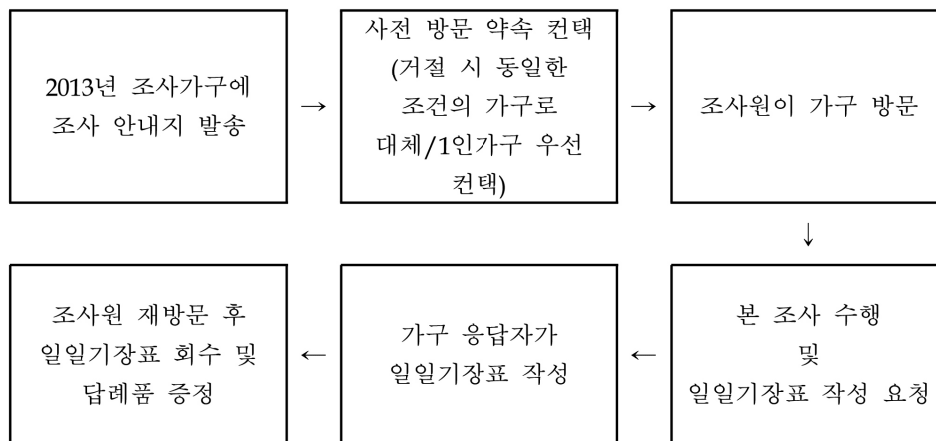 2013년 조사가구에
조사 안내지 발송
→
사전 방문 약속 컨택
(거절 시 동일한
조건의 가구로
대체/1인가구 우선
컨택)
→
조사원이 가구 방문
↓
본 조사 수행
및
일일기장표 작성 요청
←
가구 응답자가
일일기장표 작성
←
조사원 재방문 후
일일기장표 회수 및
답례품 증정